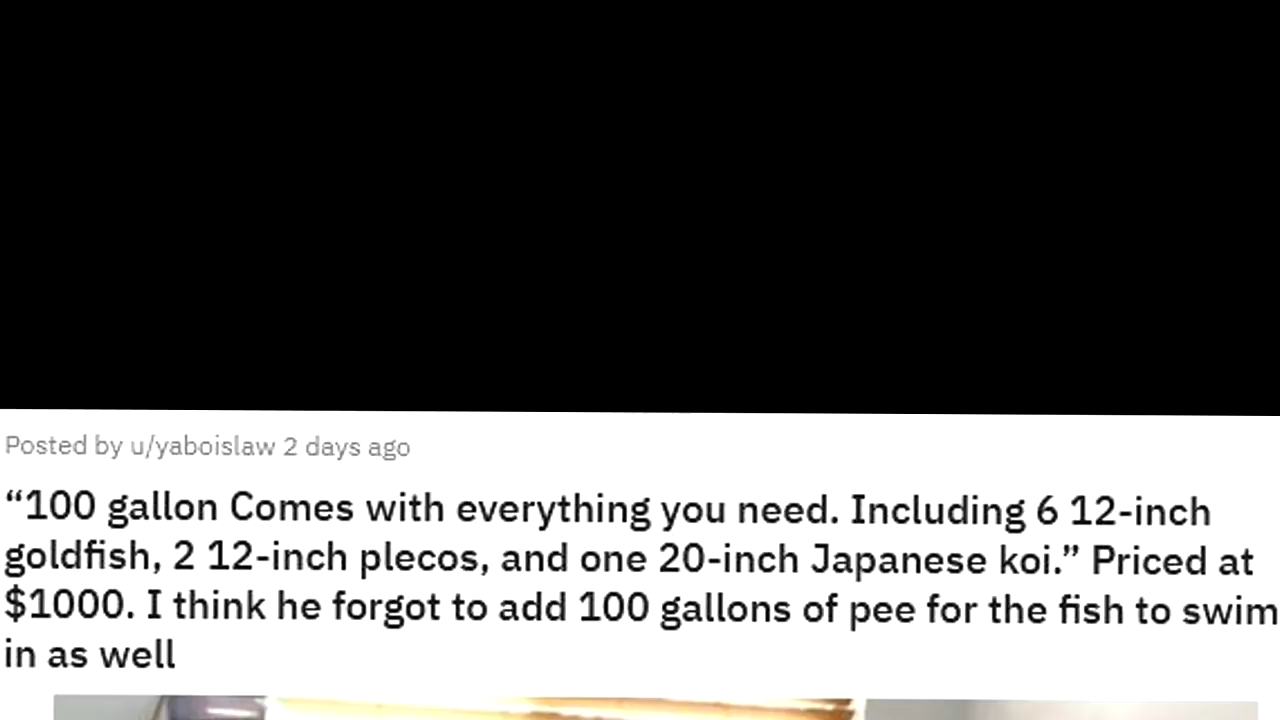 Posted by u/yaboislaw 2 days ago
“100 gallon Comes with everything you need. Including 6 12-inch
goldfish, 2 12-inch plecos, and one 20-inch Japanese koi.” Priced at
$1000. I think he forgot to add 100 gallons of pee for the fish to swim
in as well